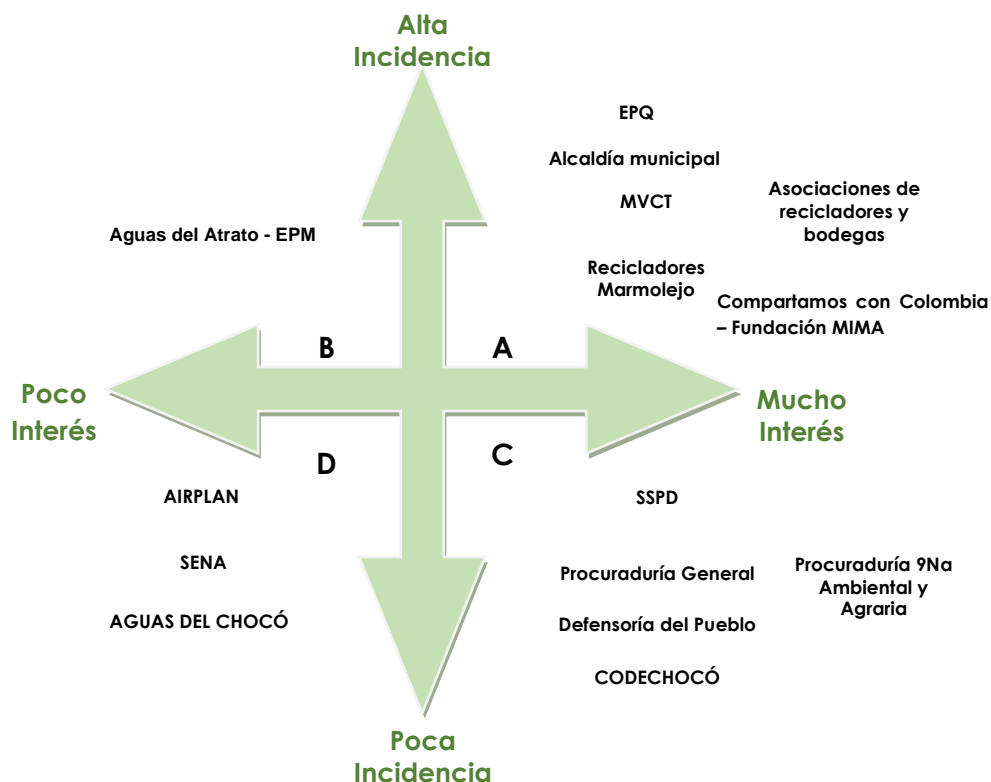 Alta
Incidencia
EPQ
Alcaldía municipal
MVCT
Asociaciones de
recicladores y
bodegas
Aguas del Atrato - EPM
Recicladores
Marmolejo
Compartamos con Colombia
– Fundación MIMA
B
A
Poco
Interés
Mucho
Interés
D
C
AIRPLAN
SENA
AGUAS DEL CHOCÓ
SSPD
Procuraduría General
Procuraduría 9Na
Ambiental y
Agraria
Defensoría del Pueblo
CODECHOCÓ
Poca
Incidencia